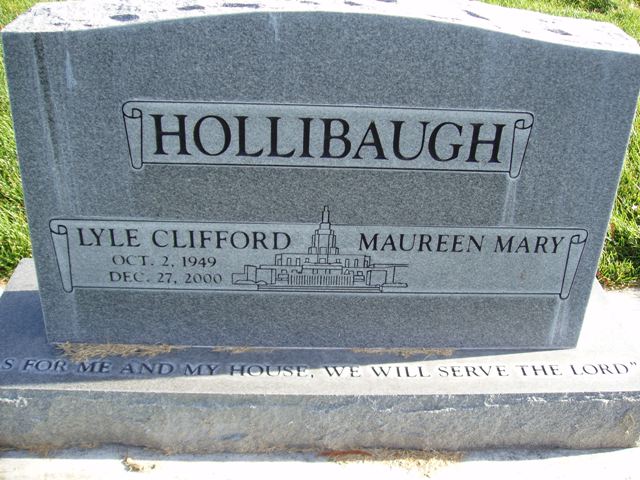 HOLLIBAUGH
LYLE CLIFFORD MAUREEN MARY
OCT. 2, 1949
DEC. 27, 2000
S FOR ME AND MY HOUSE, WE WILL SERVE THE LORD"